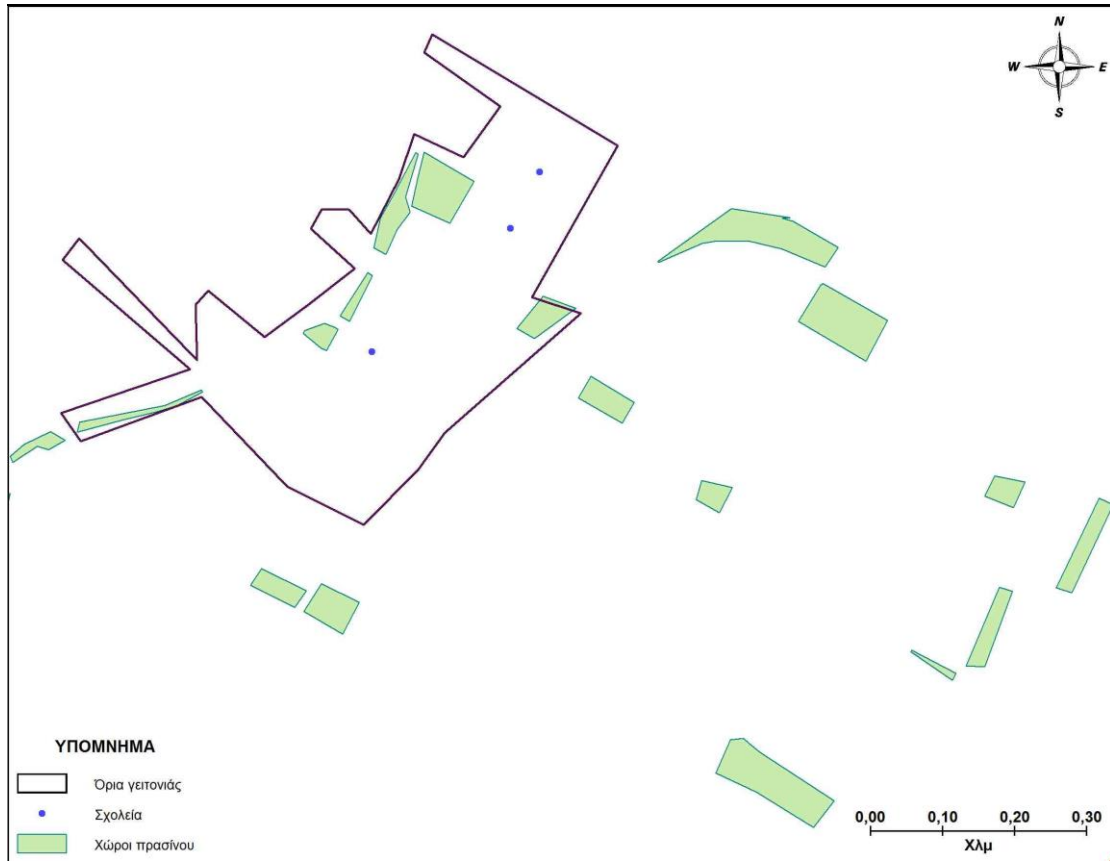 N
W E
S
ΥΠΟΜΝΗΜΑ
Όρια γειτονιάς
Σχολεία
Χώροι πρασίνου
0,00 0,10 0,20 0,30
Χλμ